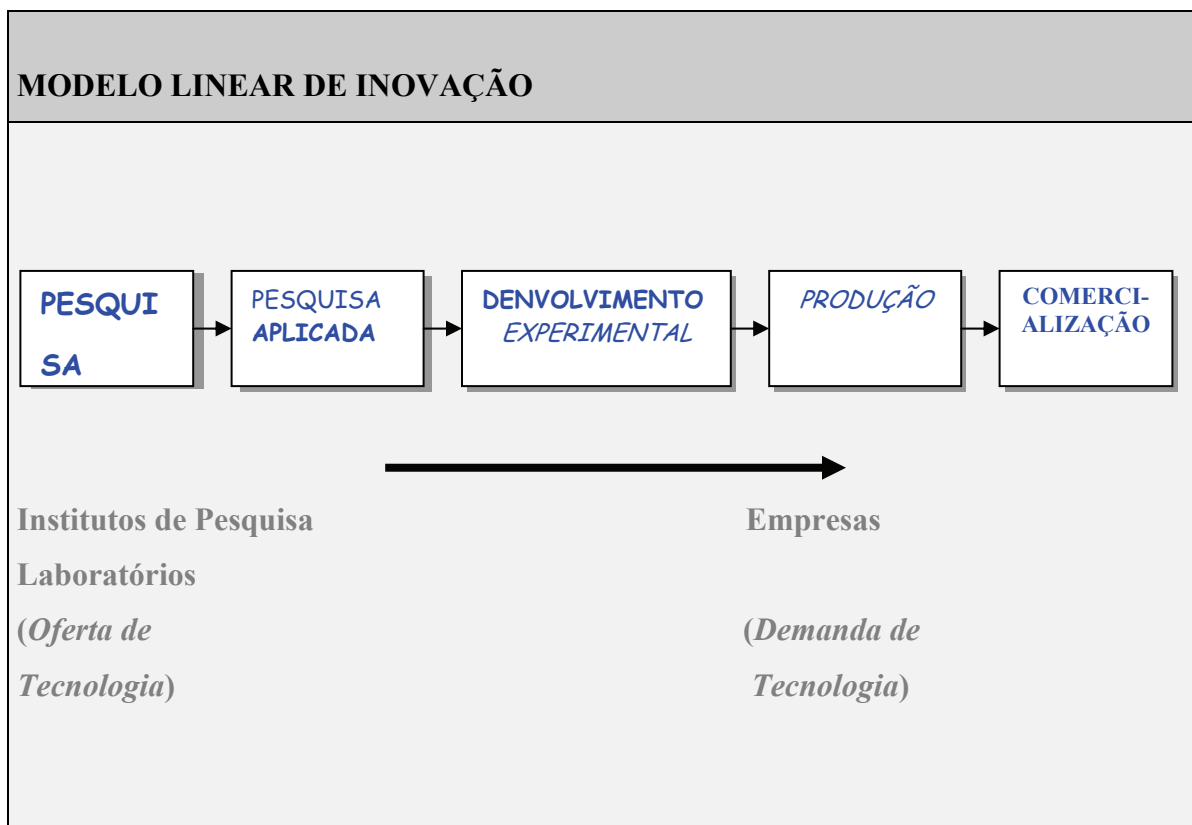 MODELO LINEAR DE INOVAÇÃO
PESQUI
SA
PESQUISA
APLICADA
DENVOLVIMENTO
EXPERIMENTAL
PRODUÇÃO
COMERCI-
ALIZAÇÃO
Institutos de Pesquisa
Laboratórios
(Oferta de
Tecnologia)
Empresas
(Demanda de
Tecnologia)